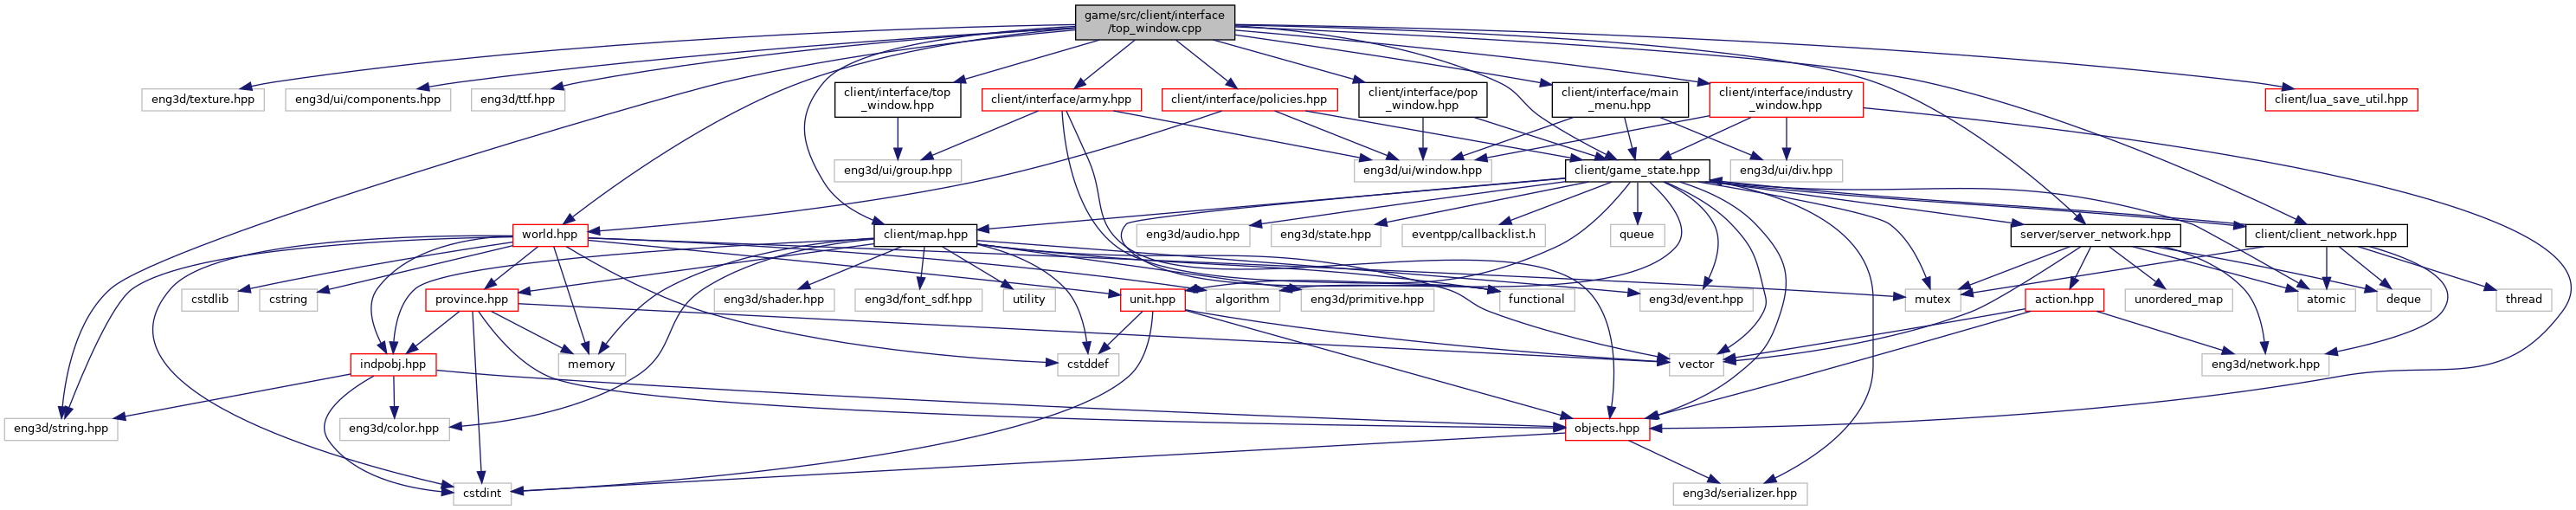 game/src/client/interface
/top_window.cpp
eng3d/texture.hpp
eng3d/ui/components.hpp
eng3d/ttf.hpp
client/interface/top
_window.hpp
client/interface/army.hpp
client/interface/policies.hpp
client/interface/pop
_window.hpp
client/interface/main
_menu.hpp
client/interface/industry
_window.hpp
client/lua_save_util.hpp
eng3d/ui/group.hpp
eng3d/ui/window.hpp
client/game_state.hpp
eng3d/ui/div.hpp
world.hpp
client/map.hpp
eng3d/audio.hpp
eng3d/state.hpp
eventpp/callbacklist.h
queue
server/server_network.hpp
client/client_network.hpp
cstdlib
cstring
province.hpp
eng3d/shader.hpp
eng3d/font_sdf.hpp
utility
unit.hpp
algorithm
eng3d/primitive.hpp
functional
eng3d/event.hpp
mutex
action.hpp
unordered_map
atomic
deque
thread
indpobj.hpp
memory
cstddef
vector
eng3d/network.hpp
eng3d/string.hpp
eng3d/color.hpp
objects.hpp
cstdint
eng3d/serializer.hpp